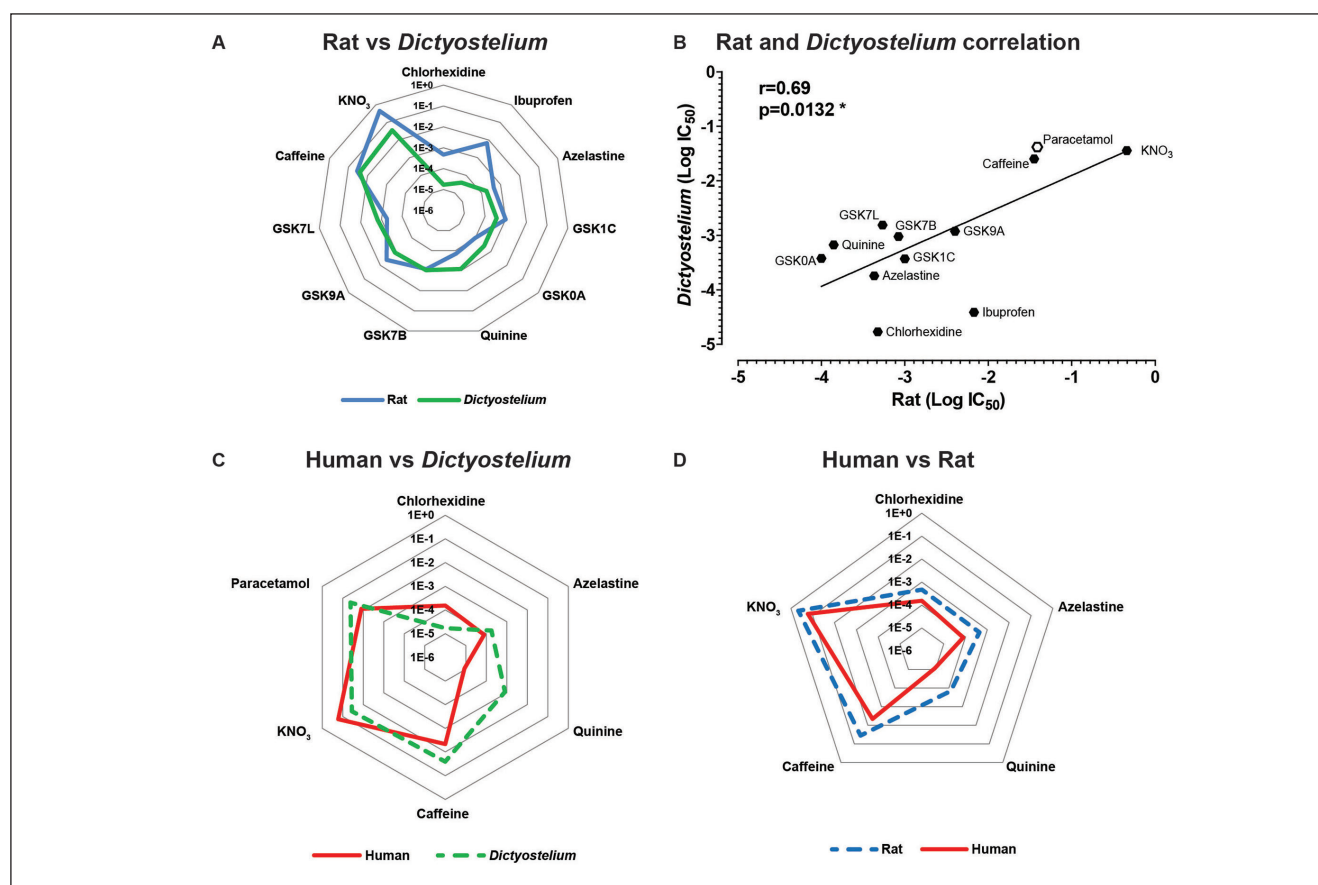 A Rat vs Dictyostelium
Chlorhexidine
1E+0
1E-1
1E-2
1E-3
1E-4
1E-5
1E-6
Ibuprofen
Azelastine
GSK1C
GSK0A
Quinine
GSK7B
GSK9A
GSK7L
Caffeine
KNO₃
Rat Dictyostelium
B Rat and Dictyostelium correlation
r=0.69
p=0.0132 *
Dictyostelium (Log IC₅₀)
0
-1
-2
-3
-4
-5
Paracetamol
KNO₃
Caffeine
GSK7L
GSK7B
GSK9A
Quinine
GSK0A
GSK1C
Azelastine
Ibuprofen
Chlorhexidine
-5 -4 -3 -2 -1 0
Rat (Log IC₅₀)
C Human vs Dictyostelium
Chlorhexidine
1E+0
1E-1
1E-2
1E-3
1E-4
1E-5
1E-6
Azelastine
Quinine
Caffeine
KNO₃
Paracetamol
Human Dictyostelium
D Human vs Rat
Chlorhexidine
1E+0
1E-1
1E-2
1E-3
1E-4
1E-5
1E-6
Azelastine
Quinine
Caffeine
KNO₃
Rat Human